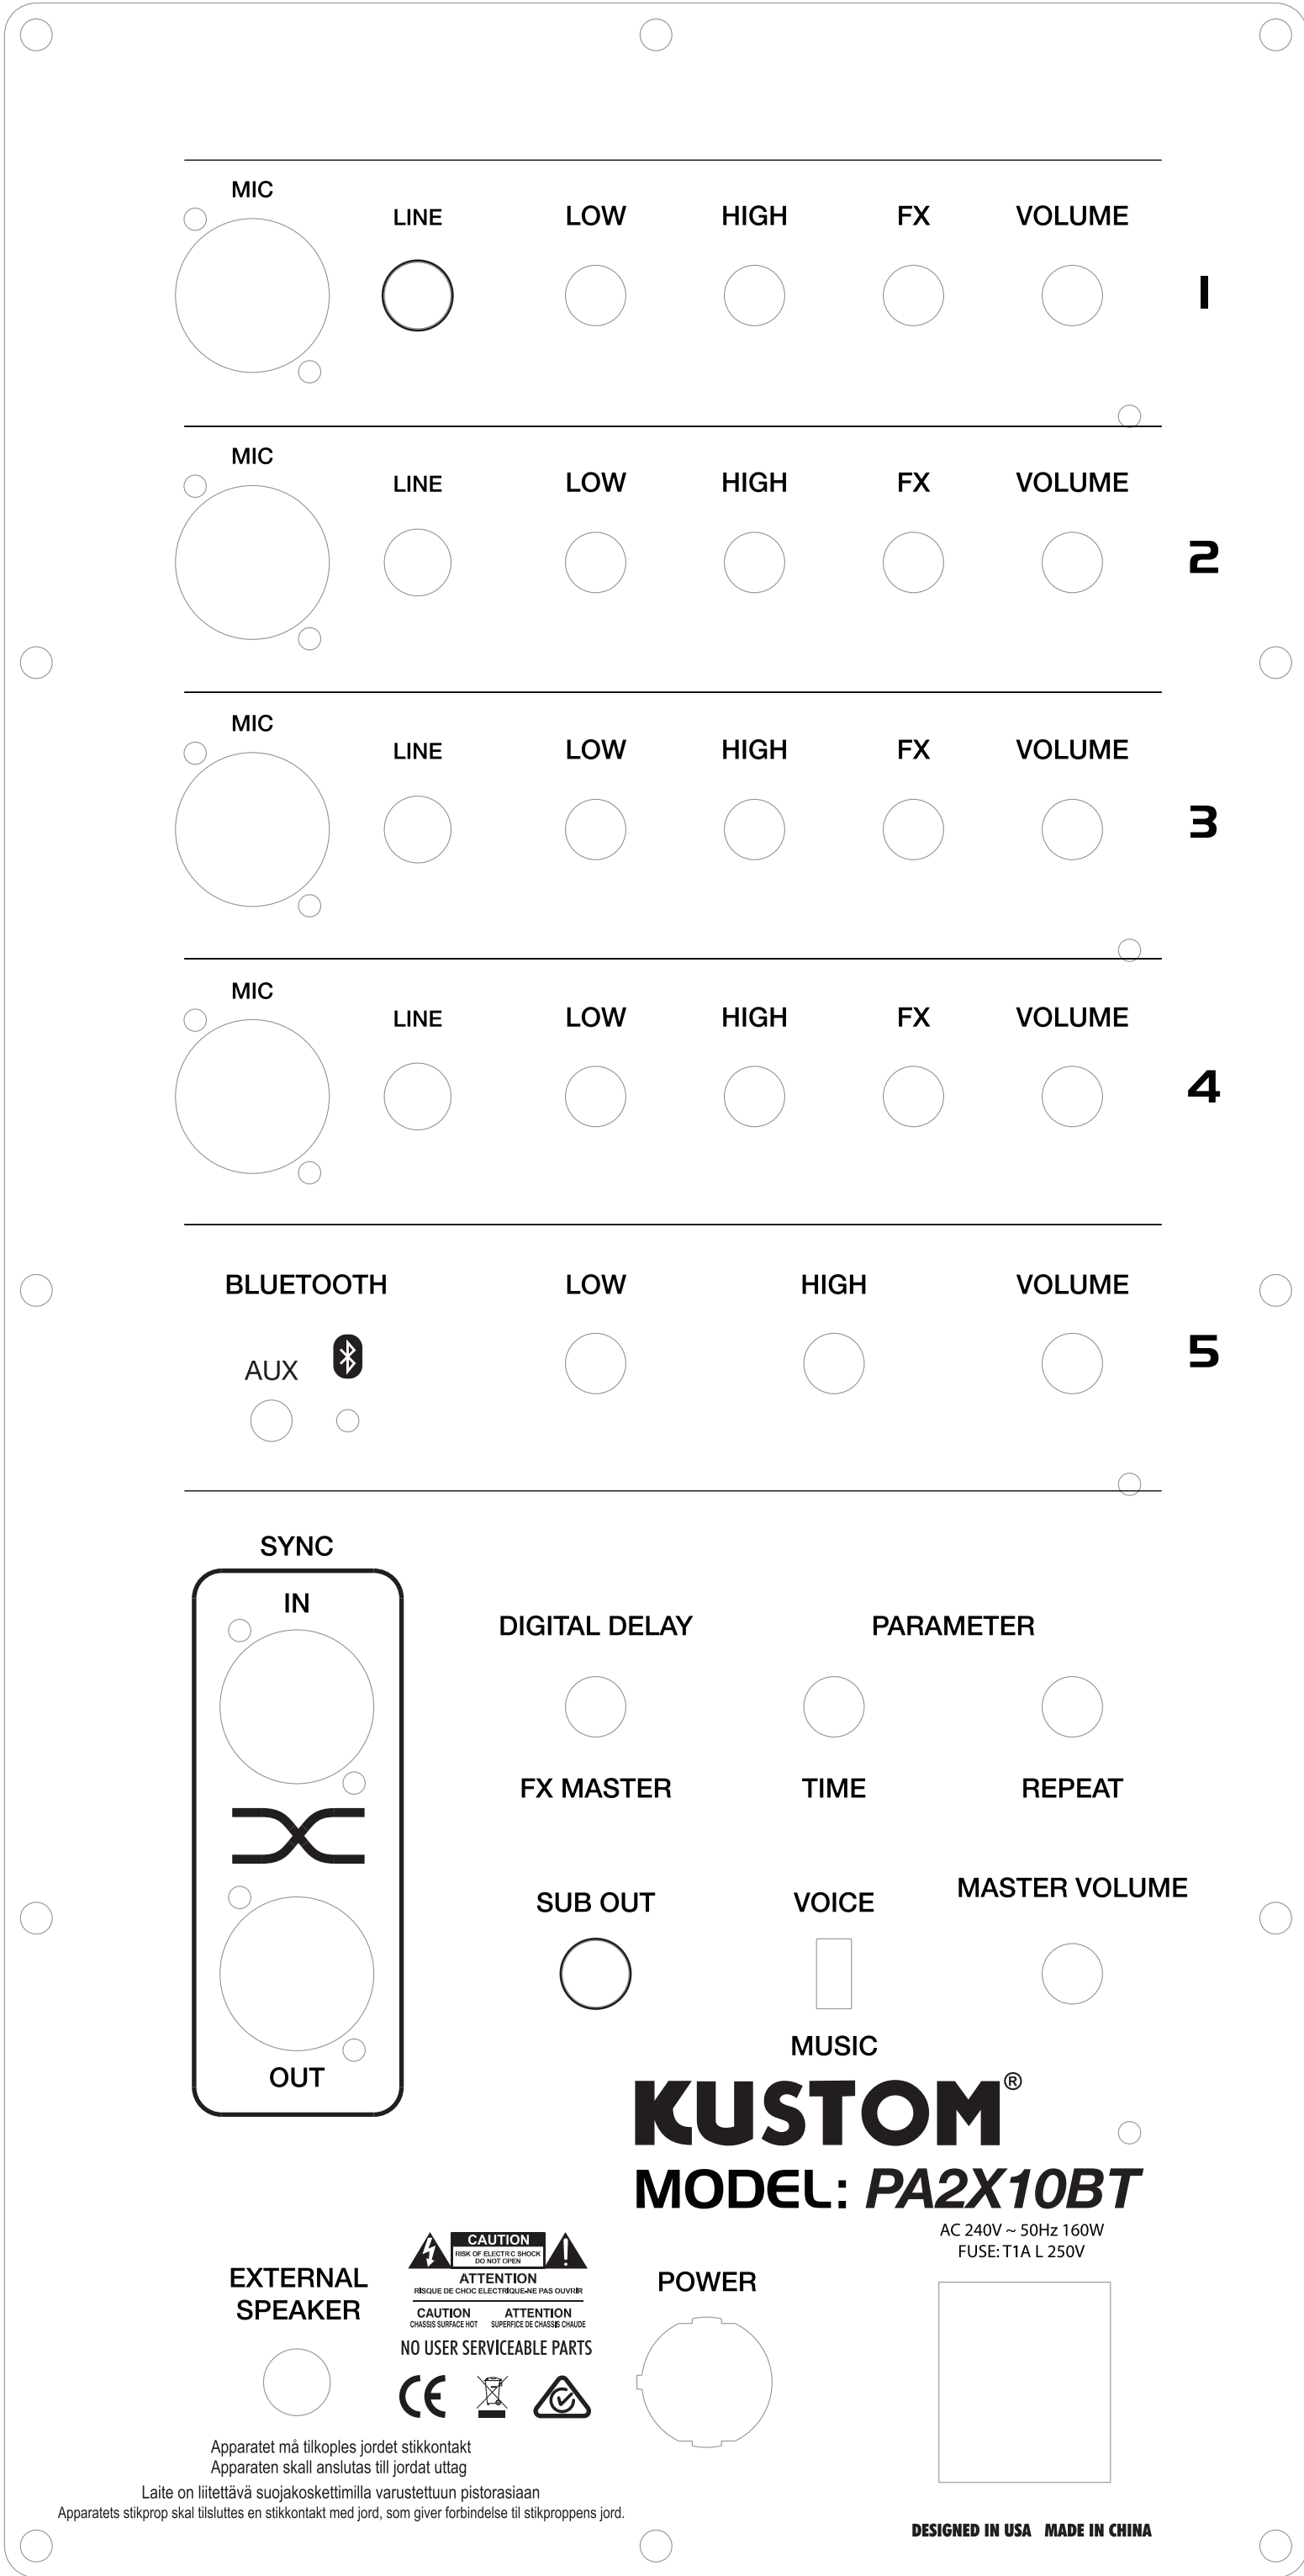 MIC
LINE LOW HIGH FX VOLUME
1
MIC
LINE LOW HIGH FX VOLUME
2
MIC
LINE LOW HIGH FX VOLUME
3
MIC
LINE LOW HIGH FX VOLUME
4
BLUETOOTH LOW HIGH VOLUME
AUX
5
SYNC
IN
OUT
DIGITAL DELAY PARAMETER
FX MASTER TIME REPEAT
SUB OUT VOICE MASTER VOLUME
MUSIC
KUSTOM®
MODEL: PA2X10BT
AC 240V ~ 50Hz 160W
FUSE: T1A L 250V
EXTERNAL
SPEAKER
CAUTION
RISK OF ELECTR C SHOCK
DO NOT OPEN
ATTENTION
RISQUE DE CHOC ELECTRIQUE-NE PAS OUVRIR
CAUTION ATTENTION
CHASSIS SURFACE HOT SUPERFICE DE CHASSIS CHAUDE
NO USER SERVICEABLE PARTS
CE
POWER
Apparatet må tilkoples jordet stikkontakt
Apparaten skall anslutas till jordat uttag
Laite on liitettävä suojakoskettimilla varustettuun pistorasiaan
Apparatets stikprop skal tilsluttes en stikkontakt med jord, som giver forbindelse til stikproppens jord.
DESIGNED IN USA MADE IN CHINA